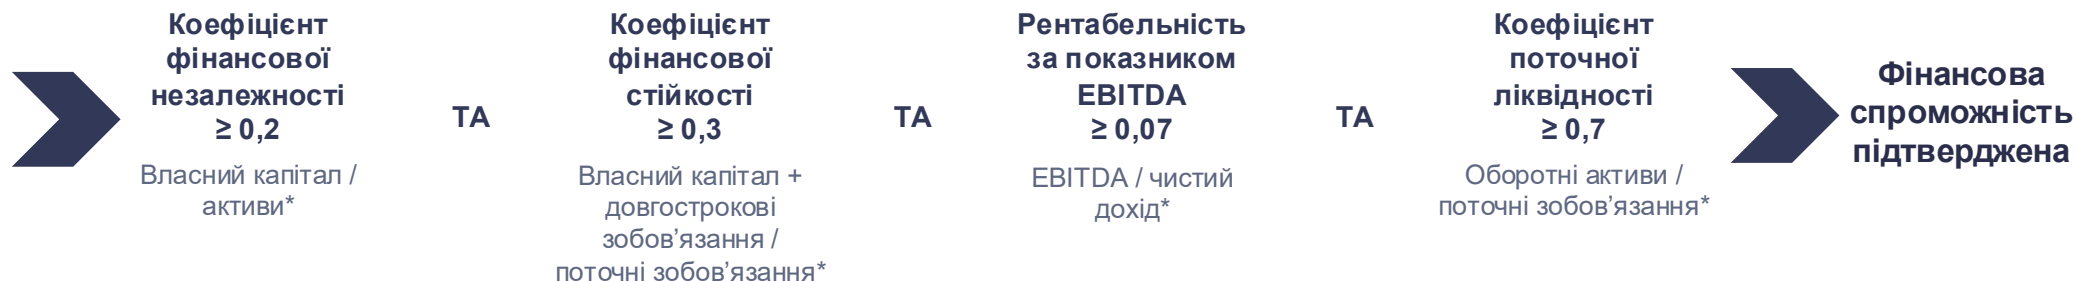 Коефіцієнт
фінансової
незалежності
≥ 0,2
Власний капітал /
активи*
ТА
Коефіцієнт
фінансової
стійкості
≥ 0,3
Власний капітал +
довгострокові
зобов’язання /
поточні зобов’язання*
ТА
Рентабельність
за показником
EBITDA
≥ 0,07
EBITDA / чистий
дохід*
ТА
Коефіцієнт
поточної
ліквідності
≥ 0,7
Оборотні активи /
поточні зобов’язання*
Фінансова
спроможність
підтверджена